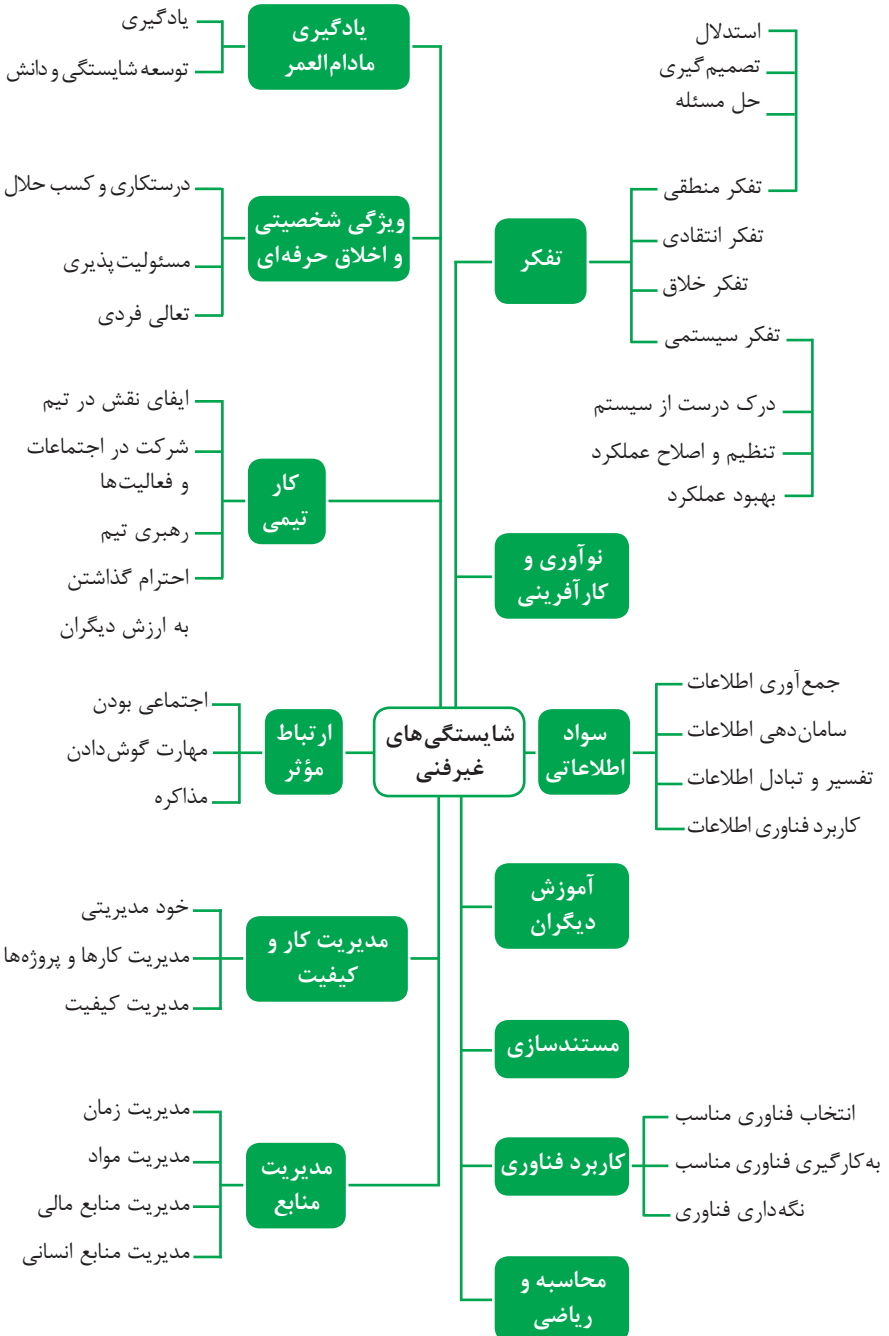 شایستگی‌های
غیرفنی
تفکر
استدلال
تصمیم‌گیری
حل مسئله
تفکر منطقی
تفکر انتقادی
تفکر خلاق
تفکر سیستمی
درک درست از سیستم
تنظیم و اصلاح عملکرد
بهبود عملکرد
نوآوری و
کارآفرینی
سواد
اطلاعاتی
جمع‌آوری اطلاعات
سامان‌دهی اطلاعات
تفسیر و تبادل اطلاعات
کاربرد فناوری اطلاعات
آموزش
دیگران
مستندسازی
کاربرد فناوری
انتخاب فناوری مناسب
به‌کارگیری فناوری مناسب
نگه‌داری فناوری
محاسبه و
ریاضی
یادگیری
مادام‌العمر
یادگیری
توسعه شایستگی و دانش
ویژگی شخصیتی
و اخلاق حرفه‌ای
درستکاری و کسب حلال
مسئولیت‌پذیری
تعالی فردی
کار
تیمی
ایفای نقش در تیم
شرکت در اجتماعات
و فعالیت‌ها
رهبری تیم
احترام گذاشتن
به ارزش دیگران
ارتباط
مؤثر
اجتماعی بودن
مهارت گوش‌دادن
مذاکره
مدیریت کار و
کیفیت
خود مدیریتی
مدیریت کارها و پروژه‌ها
مدیریت کیفیت
مدیریت
منابع
مدیریت زمان
مدیریت مواد
مدیریت منابع مالی
مدیریت منابع انسانی